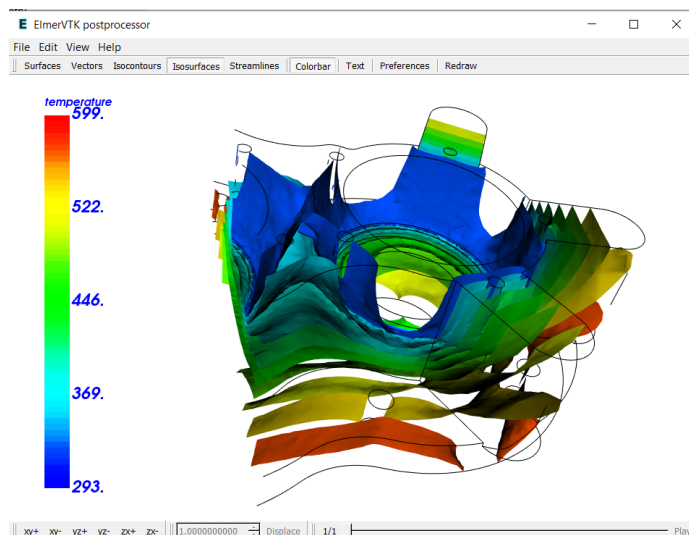 ElmerVTK postprocessor
File Edit View Help
Surfaces Vectors Isocontours Isosurfaces Streamlines Colorbar Text Preferences Redraw
temperature
599.
522.
446.
369.
293.
xy+ xy- yz+ yz- zx+ zx- 1.0000000000 Displace 1/1 Play